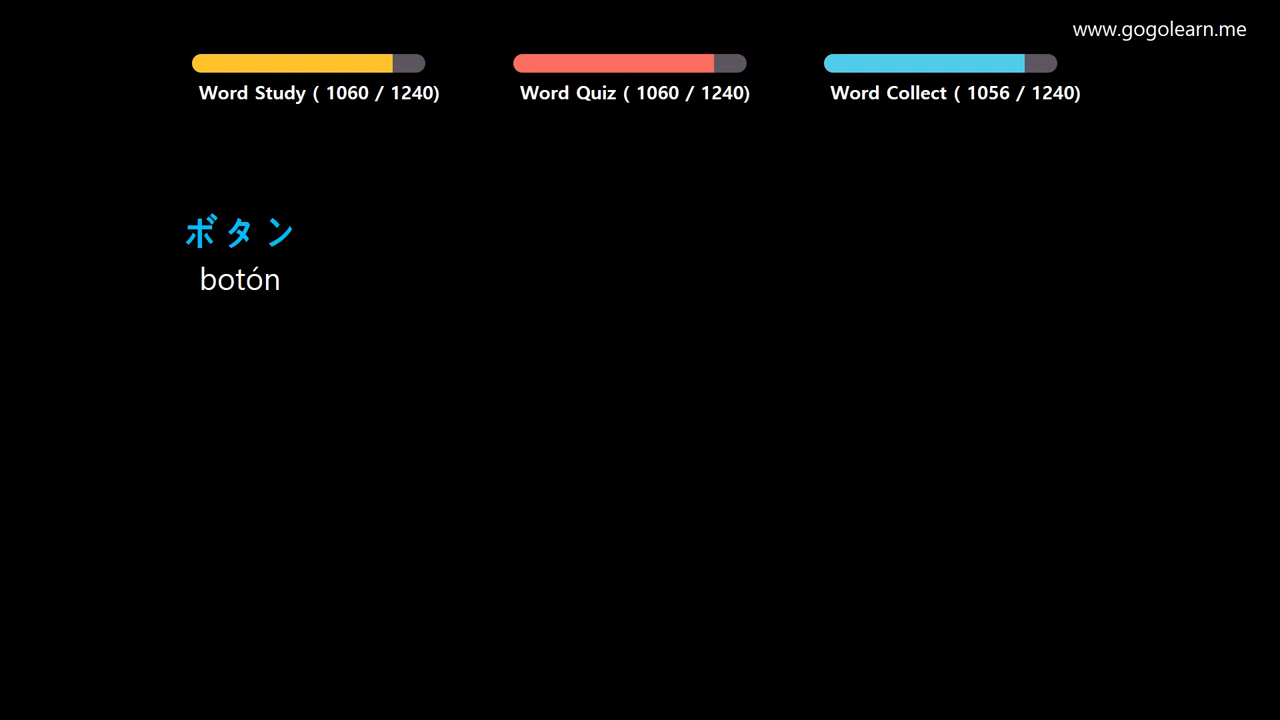 www.gogolearn.me
Word Study ( 1060 / 1240)
Word Quiz ( 1060 / 1240)
Word Collect ( 1056 / 1240)
ボタン
botón